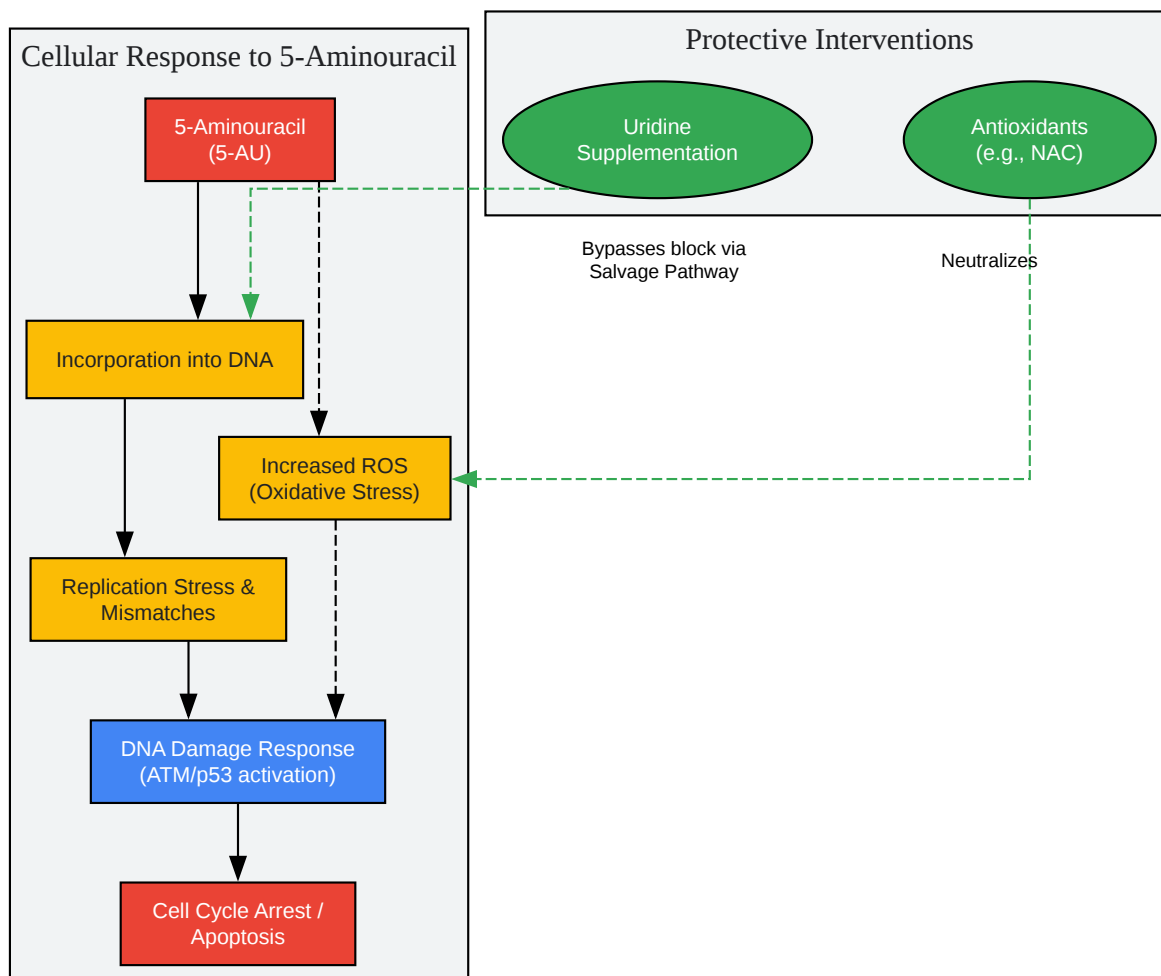 Cellular Response to 5-Aminouracil
5-Aminouracil
(5-AU)
Incorporation into DNA
Increased ROS
(Oxidative Stress)
Replication Stress &
Mismatches
DNA Damage Response
(ATM/p53 activation)
Cell Cycle Arrest /
Apoptosis
Protective Interventions
Uridine
Supplementation
Antioxidants
(e.g., NAC)
Bypasses block via
Salvage Pathway
Neutralizes